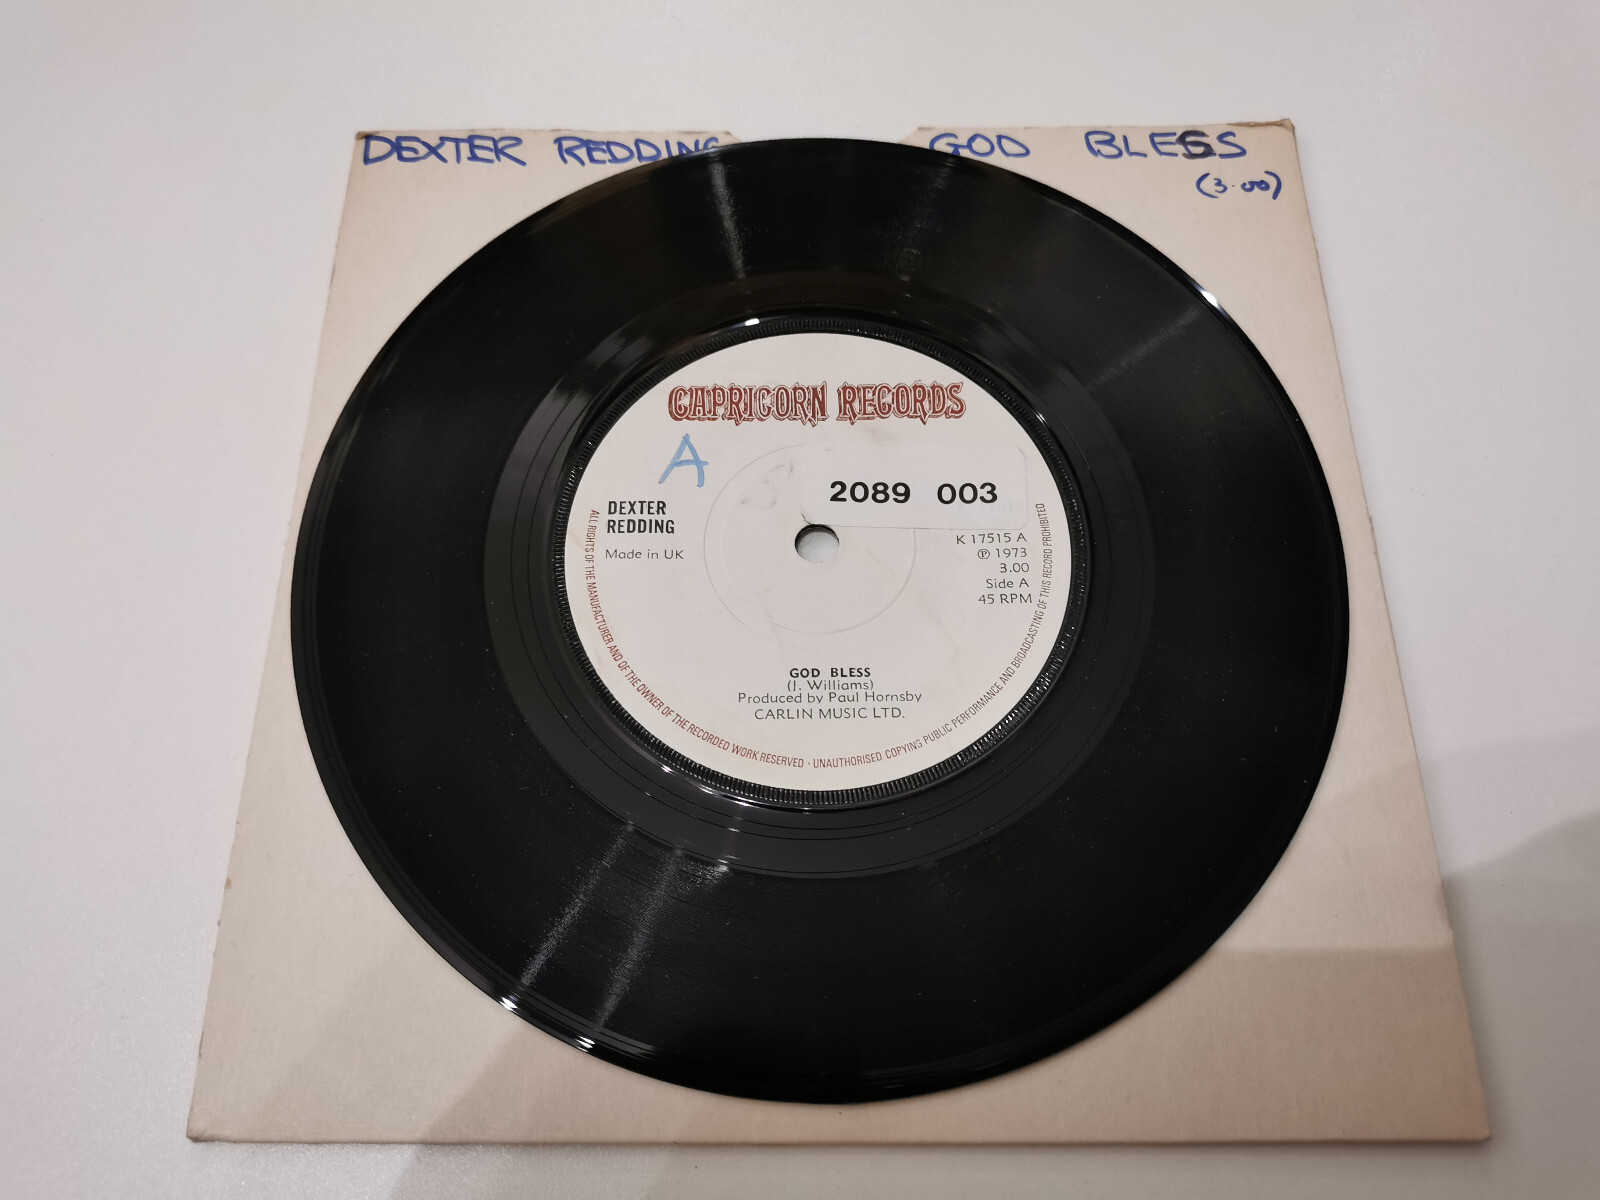 DEXTER REDDING GOD BLESS
(3.00)
CAPRICORN RECORDS
A
2089 003
DEXTER
REDDING
Made in UK
K 17515 A
℗ 1973
3.00
Side A
45 RPM
GOD BLESS
(J. Williams)
Produced by Paul Hornsby
CARLIN MUSIC LTD.
ALL RIGHTS OF THE MANUFACTURER AND OF THE OWNER OF THE RECORDED WORK RESERVED · UNAUTHORISED COPYING PUBLIC PERFORMANCE AND BROADCASTING OF THIS RECORD PROHIBITED